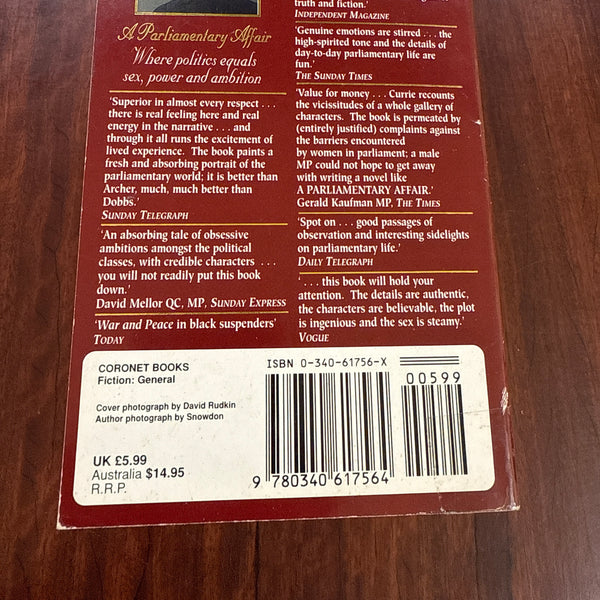 A Parliamentary Affair
Where politics equals
sex, power and ambition
'Superior in almost every respect . . .
there is real feeling here and real
energy in the narrative . . . and
through it all runs the excitement of
lived experience. The book paints a
fresh and absorbing portrait of the
parliamentary world; it is better than
Archer, much, much better than
Dobbs.'
SUNDAY TELEGRAPH
'An absorbing tale of obsessive
ambitions amongst the political
classes, with credible characters . . .
you will not readily put this book
down.'
David Mellor QC, MP, SUNDAY EXPRESS
'War and Peace in black suspenders'
TODAY
truth and fiction.'
INDEPENDENT MAGAZINE
'Genuine emotions are stirred . . . the
high-spirited tone and the details of
day-to-day parliamentary life are
fun.'
THE SUNDAY TIMES
'Value for money . . . Currie recounts
the vicissitudes of a whole gallery of
characters. The book is permeated by
(entirely justified) complaints against
the barriers encountered
by women in parliament; a male
MP could not hope to get away
with writing a novel like
A PARLIAMENTARY AFFAIR.'
Gerald Kaufman MP, THE TIMES
'Spot on . . . good passages of
observation and interesting sidelights
on parliamentary life.'
DAILY TELEGRAPH
' . . . this book will hold your
attention. The details are authentic,
the characters are believable, the plot
is ingenious and the sex is steamy.'
VOGUE
CORONET BOOKS
Fiction: General
Cover photograph by David Rudkin
Author photograph by Snowdon
UK £5.99
Australia $14.95
R.R.P.
ISBN 0-340-61756-X
00599
9 780340 617564